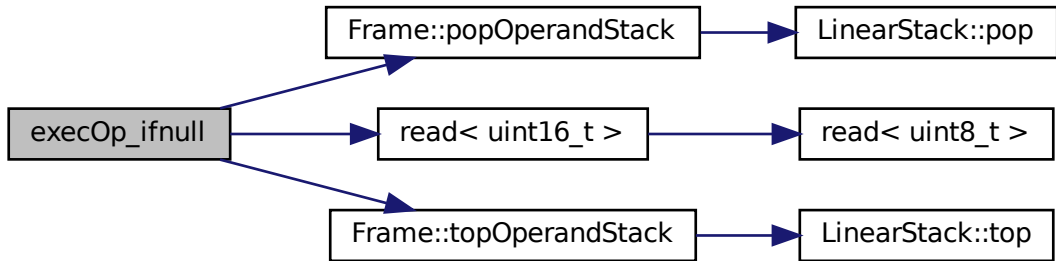 Frame::popOperandStack
LinearStack::pop
execOp_ifnull
read< uint16_t >
read< uint8_t >
Frame::topOperandStack
LinearStack::top